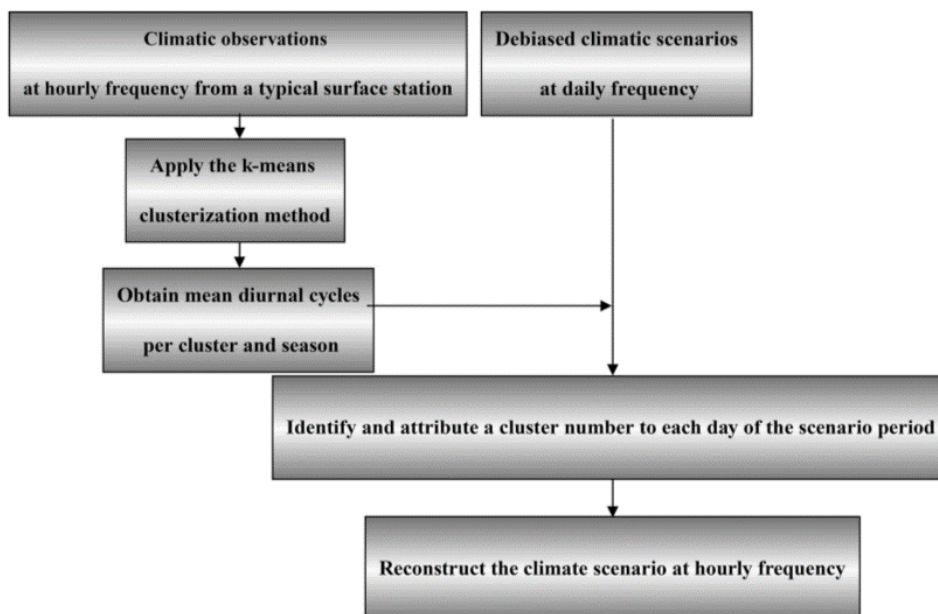 Climatic observations
at hourly frequency from a typical surface station
Debiased climatic scenarios
at daily frequency
Apply the k-means
clusterization method
Obtain mean diurnal cycles
per cluster and season
Identify and attribute a cluster number to each day of the scenario period
Reconstruct the climate scenario at hourly frequency